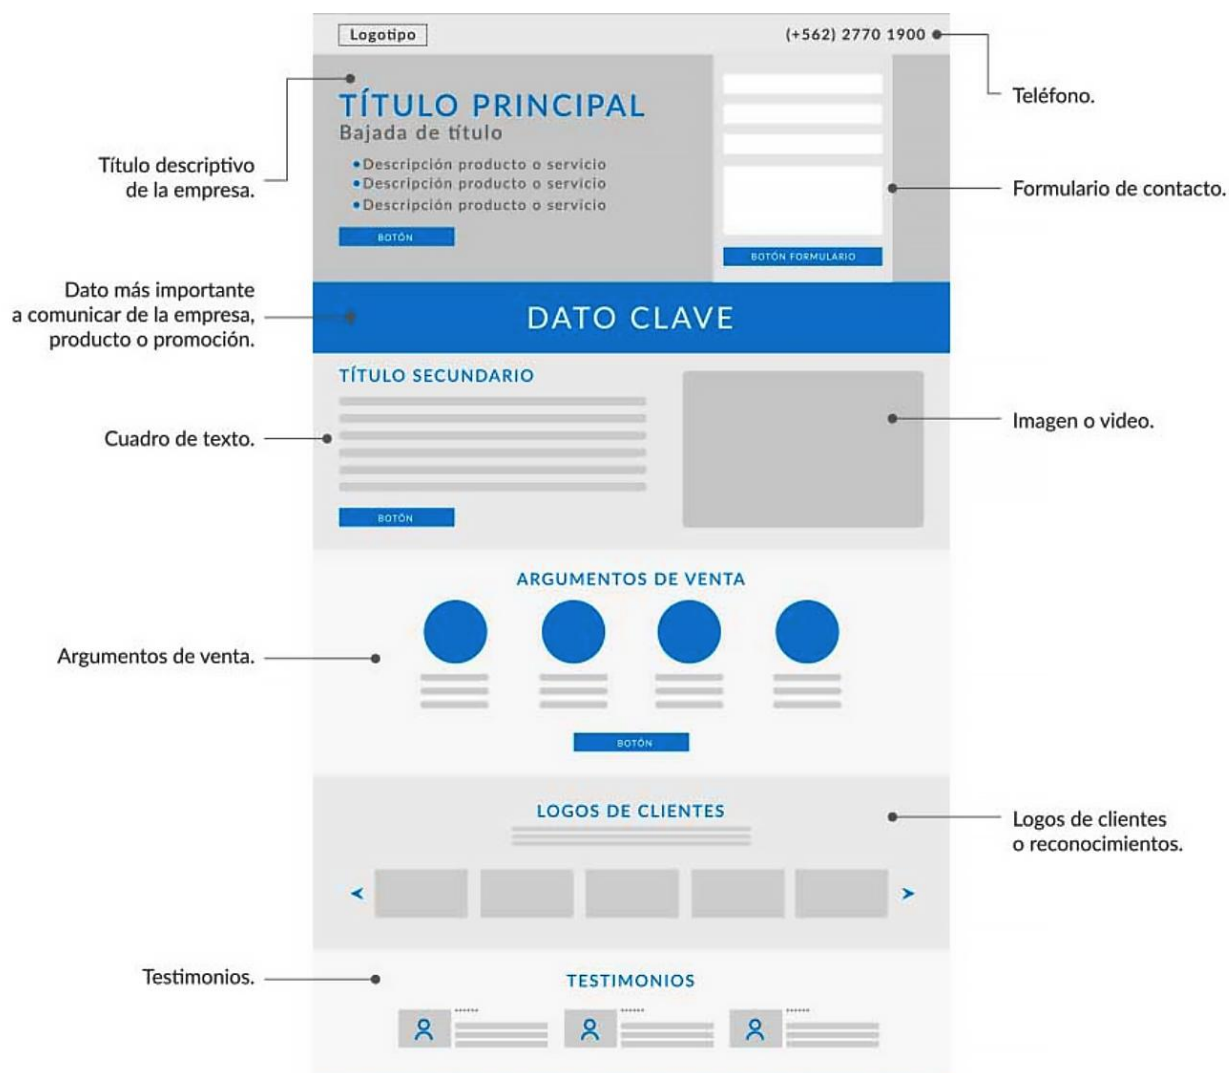 Logotipo
(+562) 2770 1900
Teléfono.
TÍTULO PRINCIPAL
Bajada de título
Descripción producto o servicio
Descripción producto o servicio
Descripción producto o servicio
BOTÓN
Título descriptivo
de la empresa.
BOTÓN FORMULARIO
Formulario de contacto.
Dato más importante
a comunicar de la empresa,
producto o promoción.
DATO CLAVE
TÍTULO SECUNDARIO
Cuadro de texto.
BOTÓN
Imagen o video.
ARGUMENTOS DE VENTA
Argumentos de venta.
BOTÓN
LOGOS DE CLIENTES
Logos de clientes
o reconocimientos.
Testimonios.
TESTIMONIOS